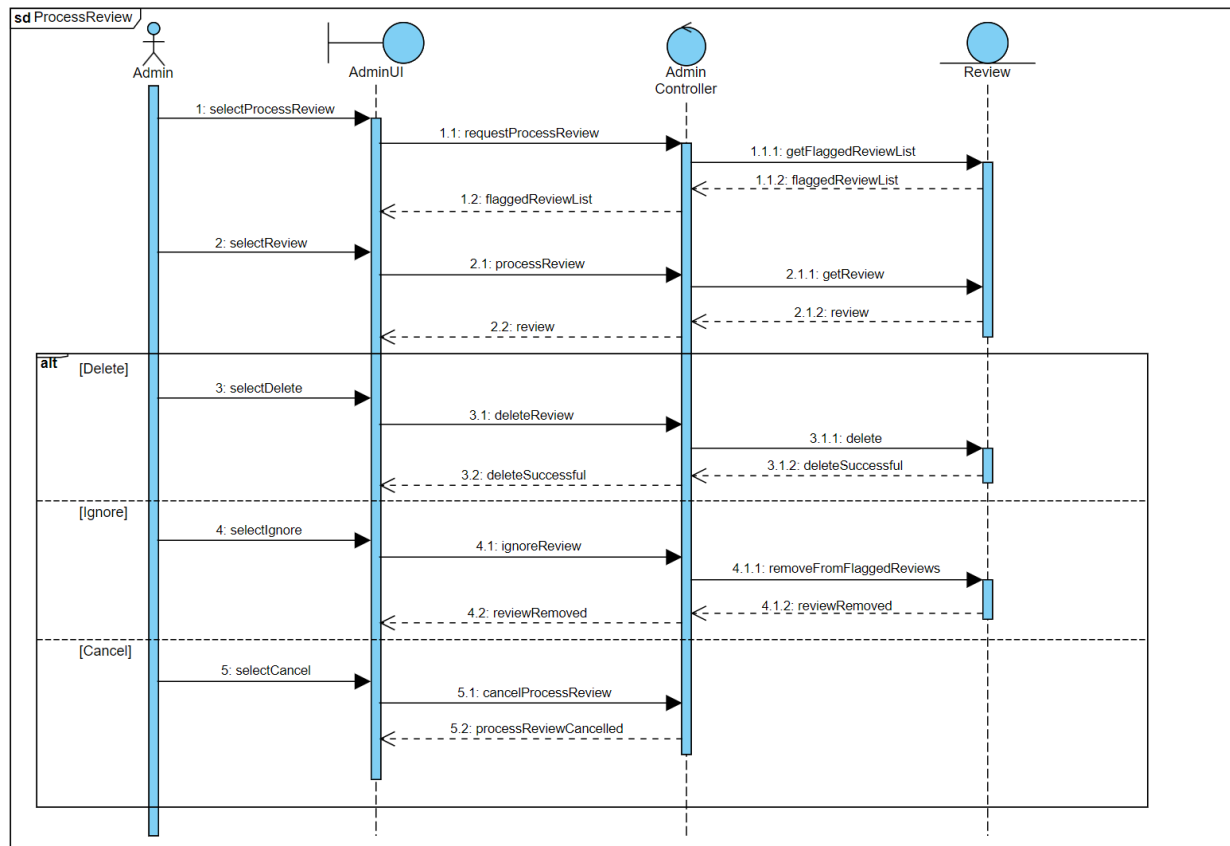 sd ProcessReview
Admin
AdminUI
Admin
Controller
Review
1: selectProcessReview
1.1: requestProcessReview
1.1.1: getFlaggedReviewList
1.1.2: flaggedReviewList
1.2: flaggedReviewList
2: selectReview
2.1: processReview
2.1.1: getReview
2.1.2: review
2.2: review
alt
[Delete]
3: selectDelete
3.1: deleteReview
3.1.1: delete
3.1.2: deleteSuccessful
3.2: deleteSuccessful
[Ignore]
4: selectIgnore
4.1: ignoreReview
4.1.1: removeFromFlaggedReviews
4.1.2: reviewRemoved
4.2: reviewRemoved
[Cancel]
5: selectCancel
5.1: cancelProcessReview
5.2: processReviewCancelled